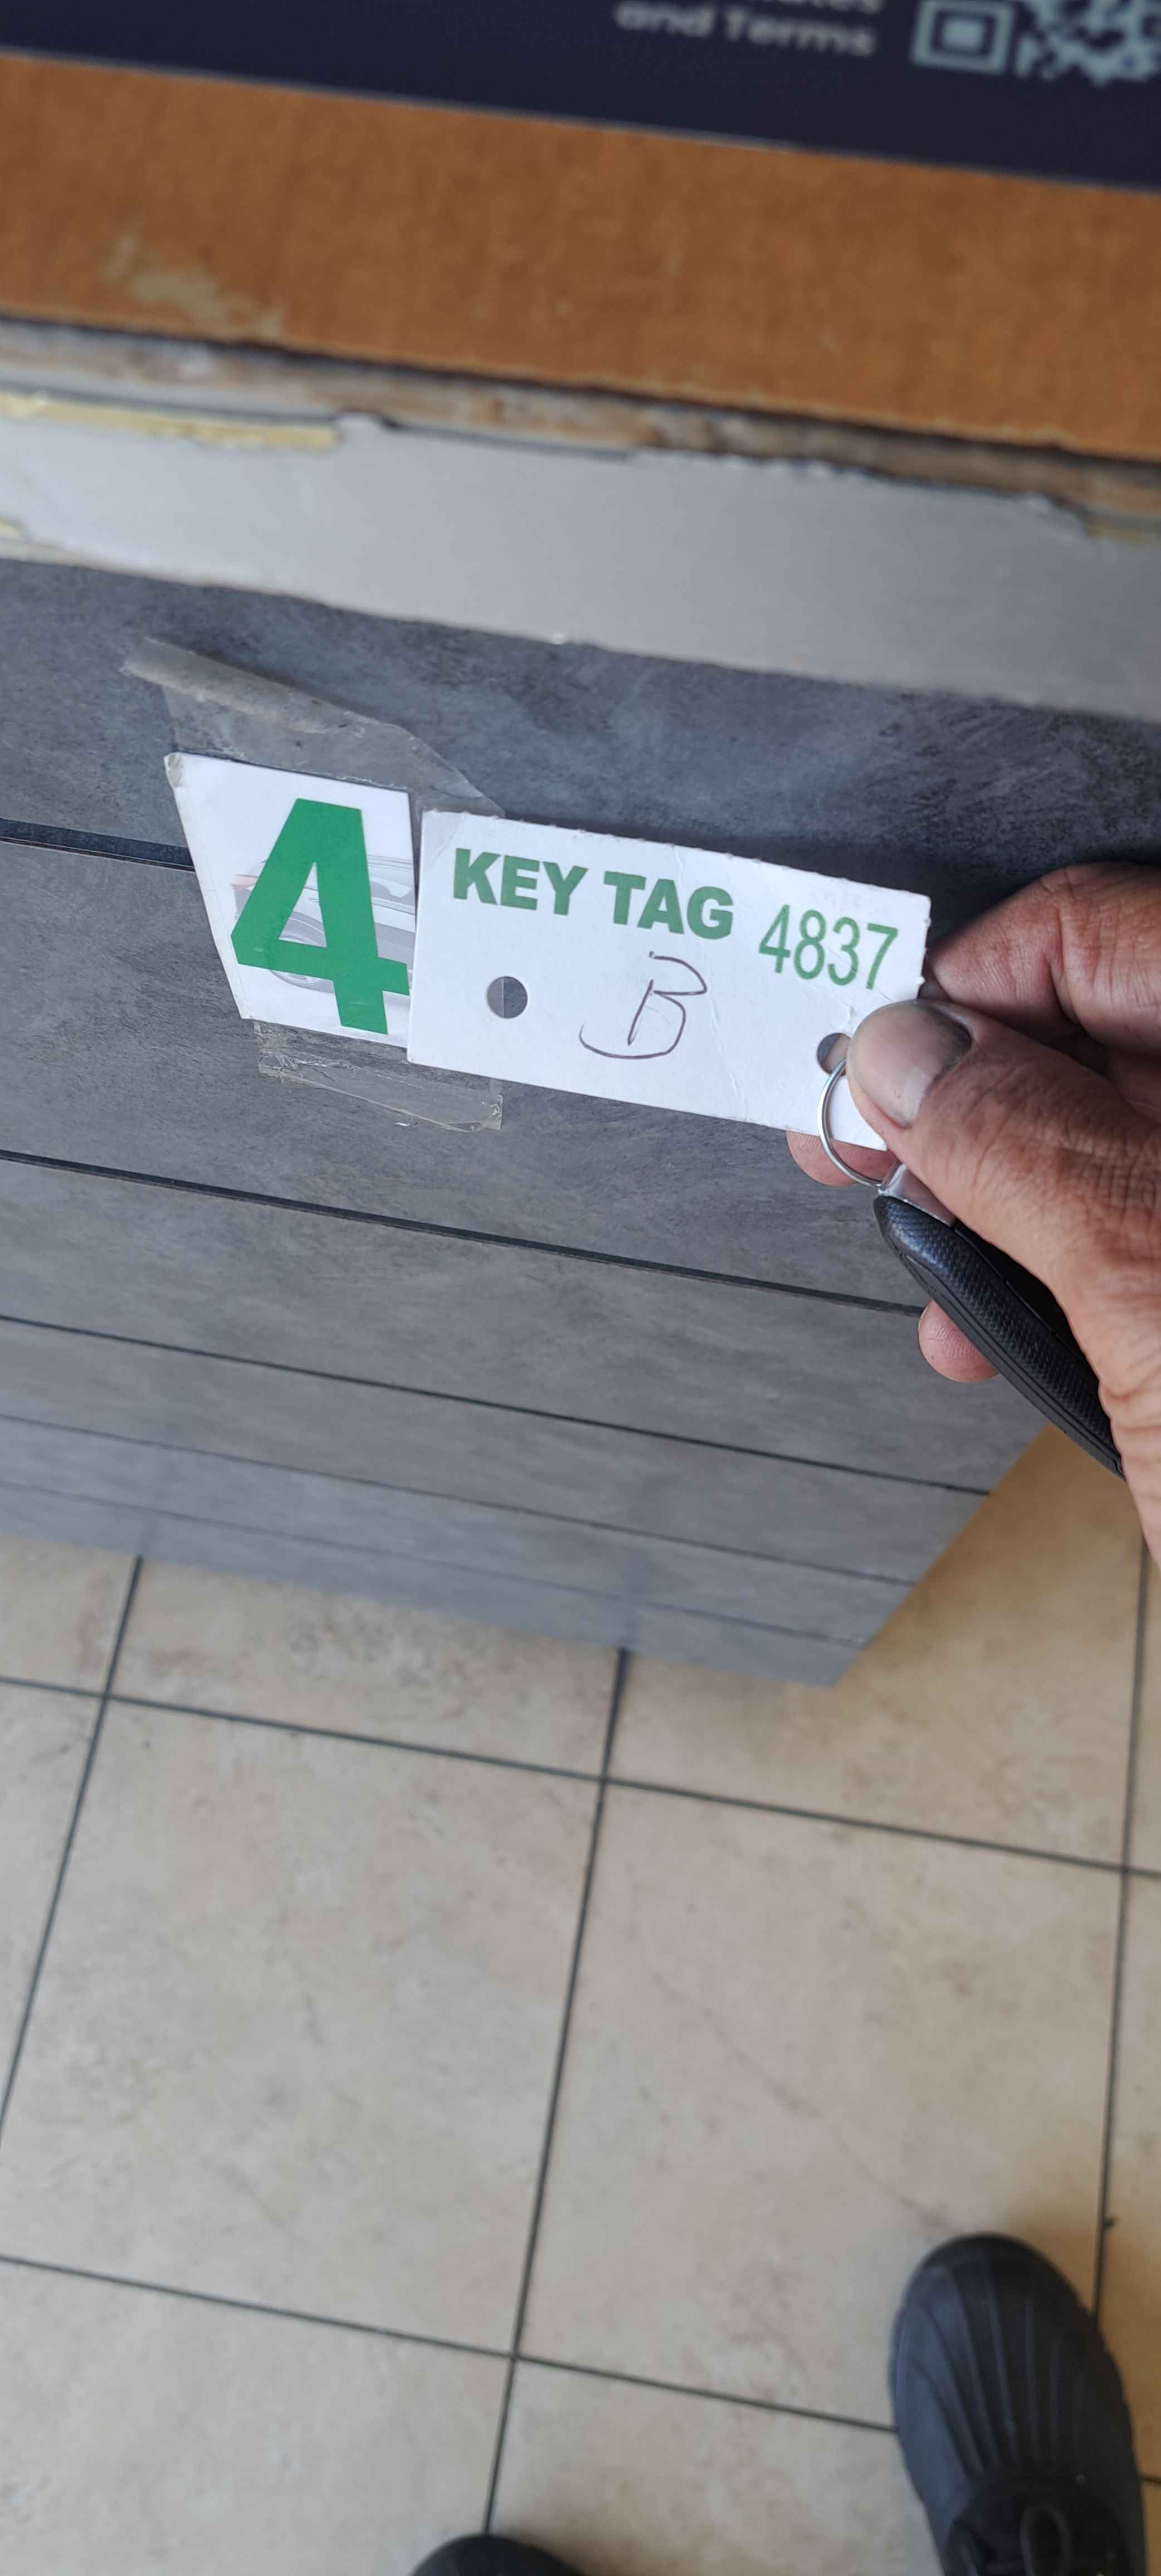 and Terms
4
KEY TAG 4837
B